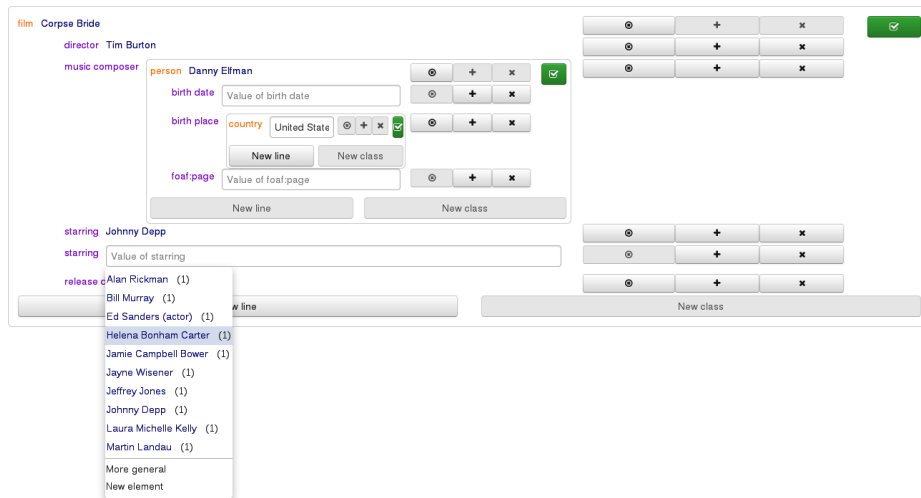 film Corpse Bride
director Tim Burton
music composer
person Danny Elfman
birth date Value of birth date
birth place country United State
New line New class
foaf:page Value of foaf:page
New line New class
starring Johnny Depp
starring Value of starring
release d
w line New class
Alan Rickman (1)
Bill Murray (1)
Ed Sanders (actor) (1)
Helena Bonham Carter (1)
Jamie Campbell Bower (1)
Jayne Wisener (1)
Jeffrey Jones (1)
Johnny Depp (1)
Laura Michelle Kelly (1)
Martin Landau (1)
More general
New element